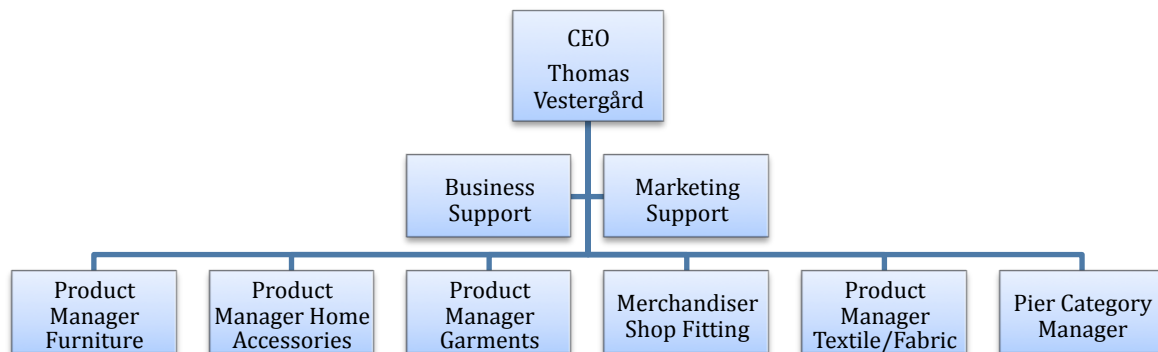 CEO
Thomas
Vestergård
Business
Support
Marketing
Support
Product
Manager
Furniture
Product
Manager Home
Accessories
Product
Manager
Garments
Merchandiser
Shop Fitting
Product
Manager
Textile/Fabric
Pier Category
Manager